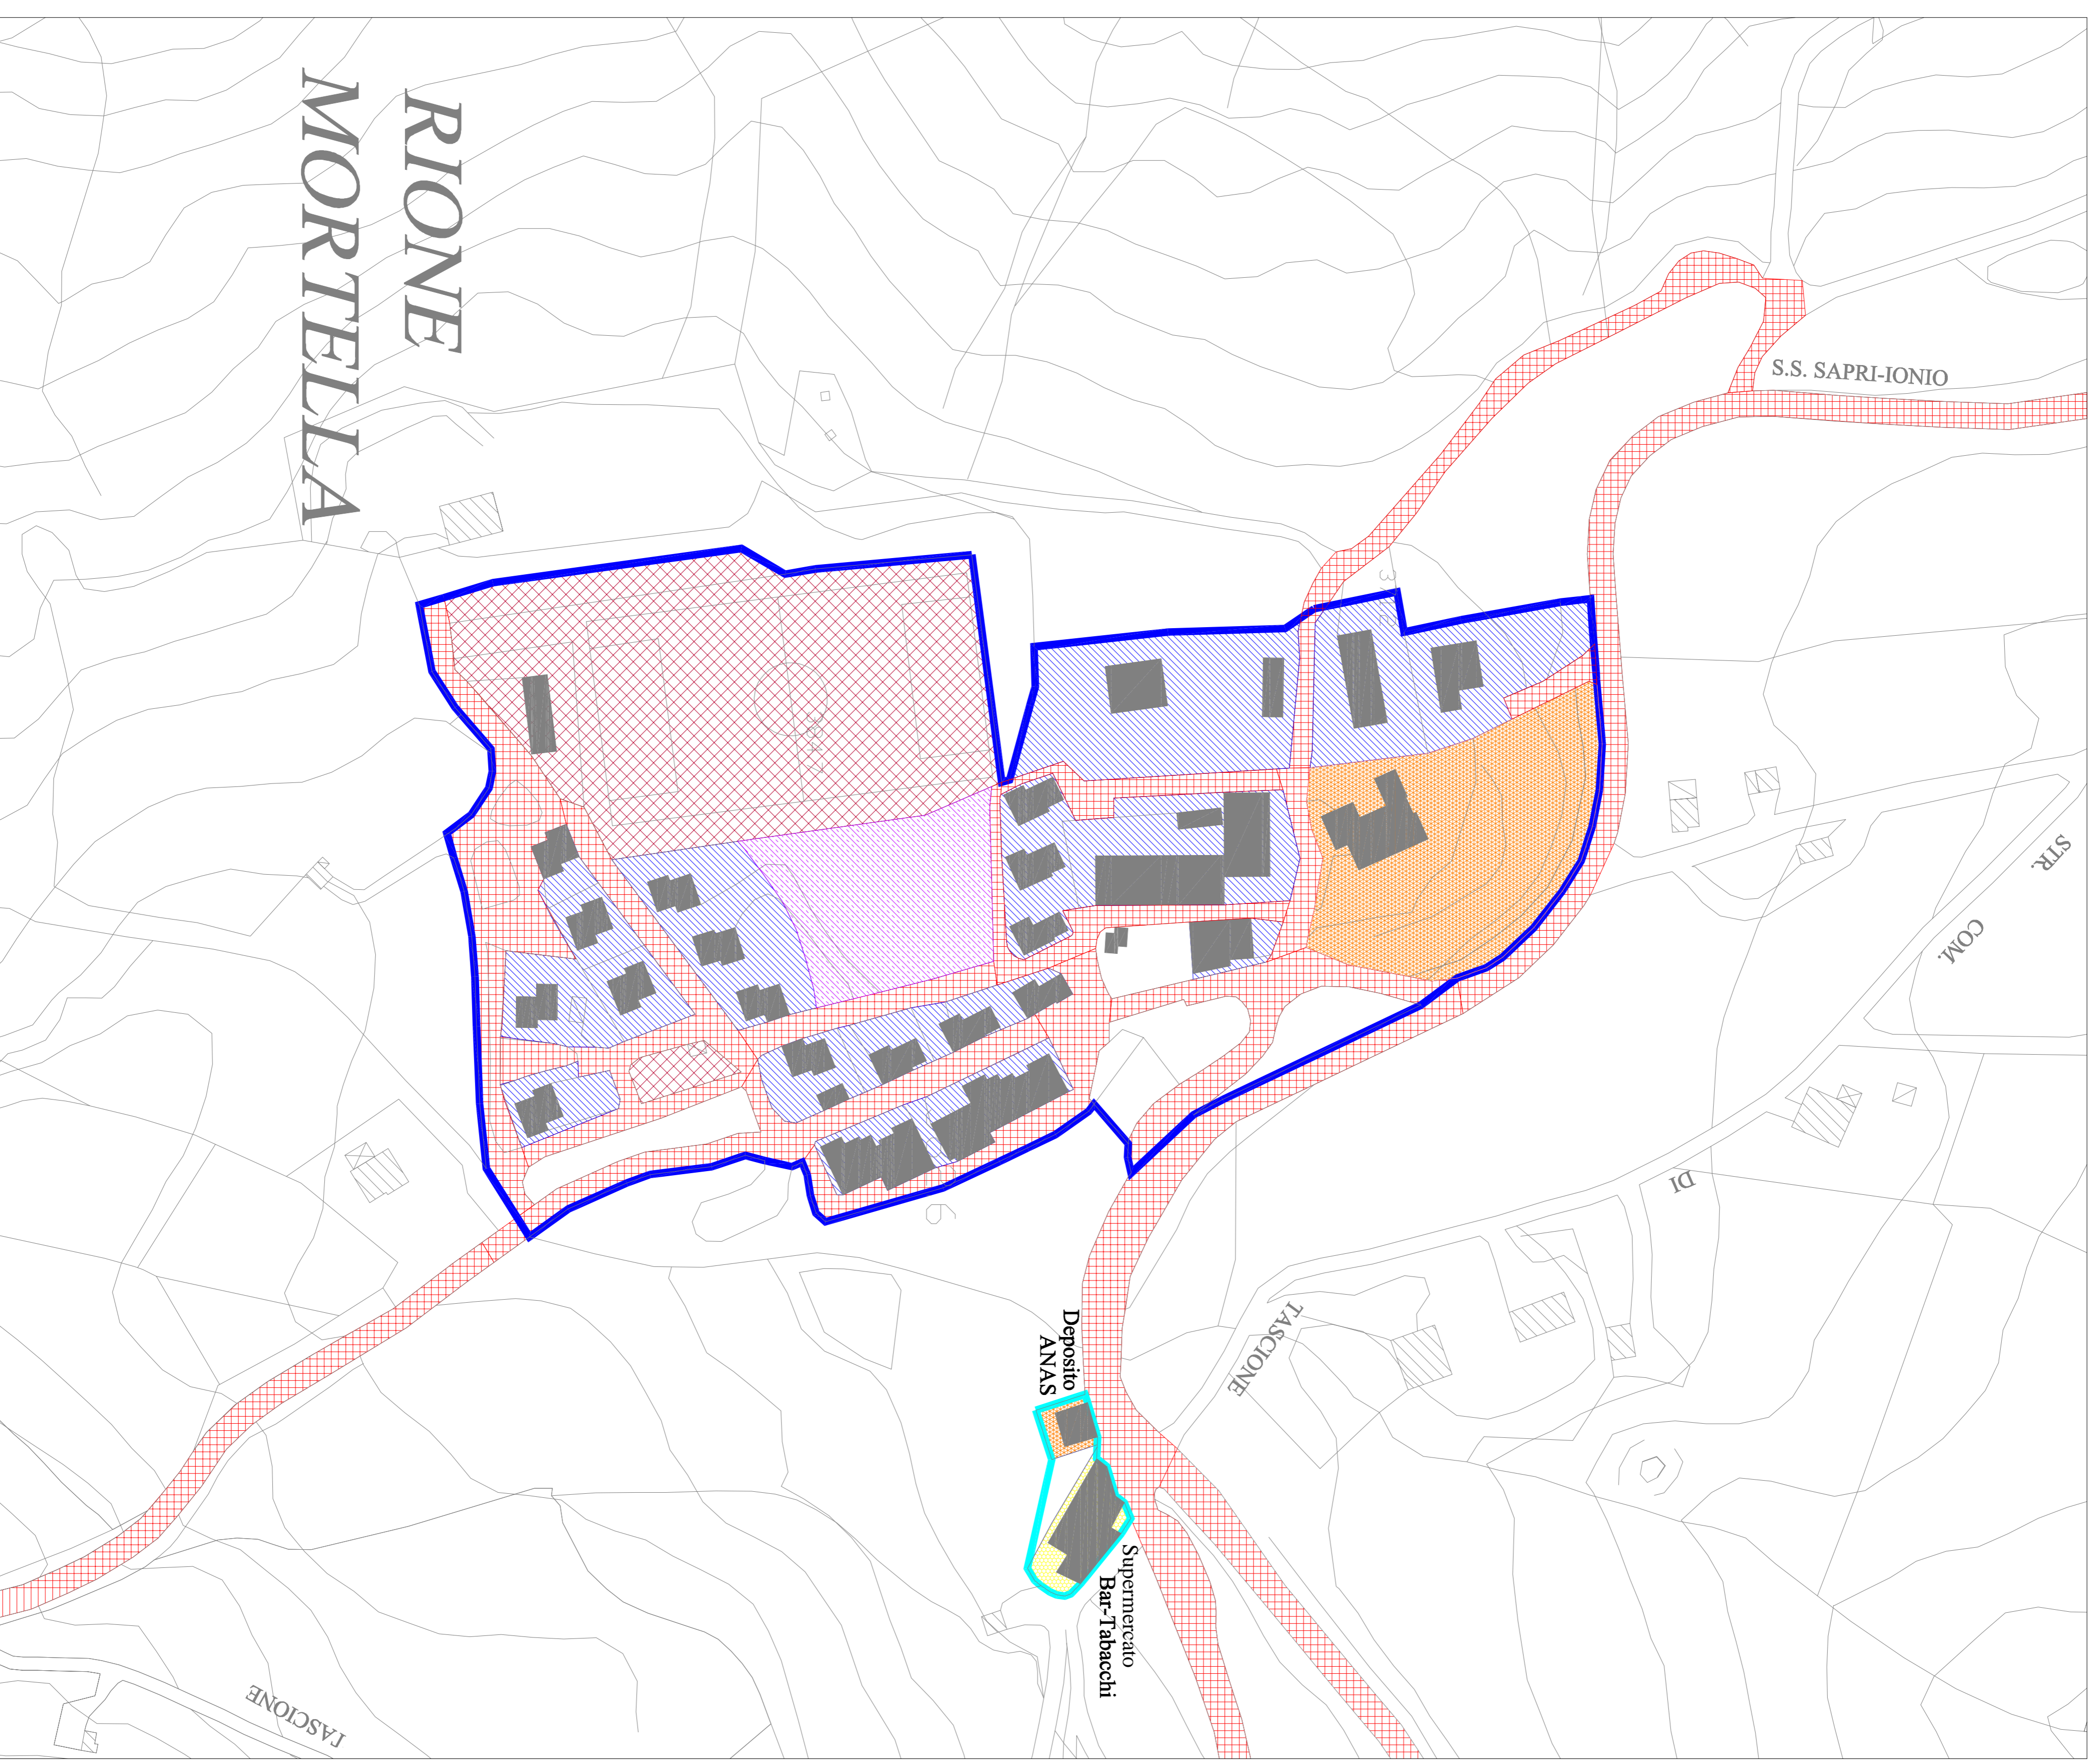 RIONE
MORTELLA
S.S. SAPRI-IONIO
STR.
COM.
DI
TASCIONE
Deposito
ANAS
Supermercato
Bar-Tabacchi
TASCIONE